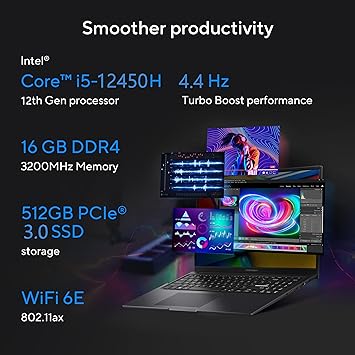 Smoother productivity
Intel®
Core™ i5-12450H
12th Gen processor
4.4 Hz
Turbo Boost performance
16 GB DDR4
3200MHz Memory
512GB PCIe®
3.0 SSD
storage
WiFi 6E
802.11ax